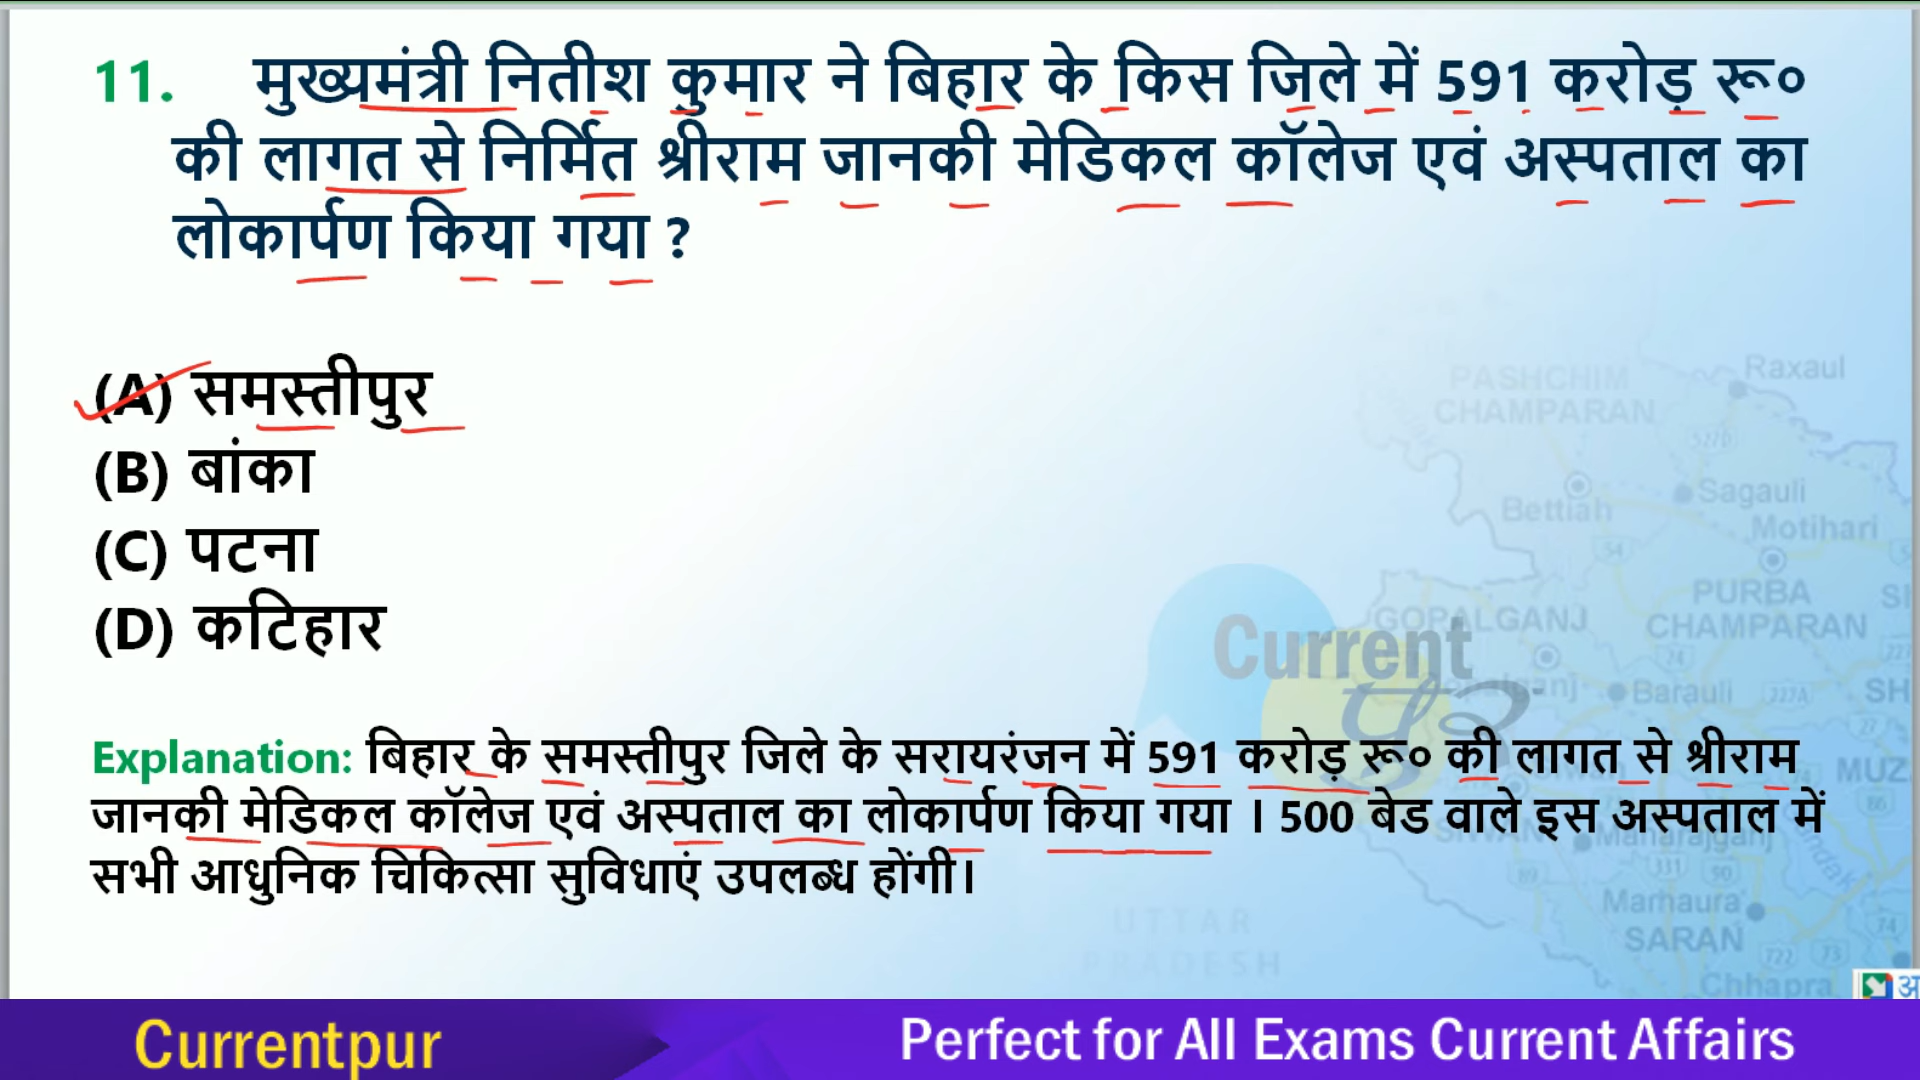 11. मुख्यमंत्री नितीश कुमार ने बिहार के किस जिले में 591 करोड़ रू०
की लागत से निर्मित श्रीराम जानकी मेडिकल कॉलेज एवं अस्पताल का
लोकार्पण किया गया ?
(A) समस्तीपुर
(B) बांका
(C) पटना
(D) कटिहार
Explanation: बिहार के समस्तीपुर जिले के सरायरंजन में 591 करोड़ रू० की लागत से श्रीराम
जानकी मेडिकल कॉलेज एवं अस्पताल का लोकार्पण किया गया । 500 बेड वाले इस अस्पताल में
सभी आधुनिक चिकित्सा सुविधाएं उपलब्ध होंगी।
Raxaul
PASHCHIM
CHAMPARAN
Sagauli
Bettiah
Motihari
PURBA
CHAMPARAN
GOPALGANJ
Current
पुर
Barauli
MUZ
SIWAN
Maharajganj
Marhaura
SARAN
UTTAR
PRADESH
Chhapra
Currentpur
Perfect for All Exams Current Affairs